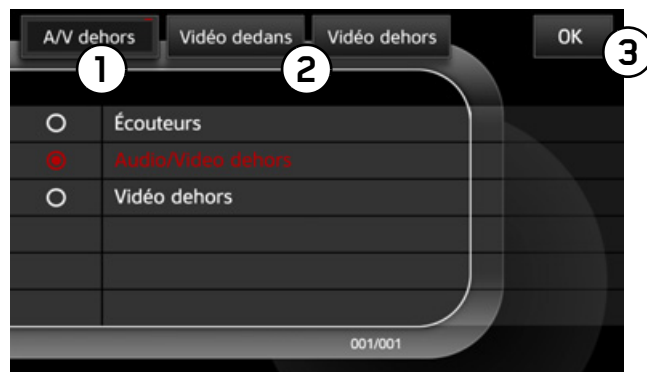 A/V dehors Vidéo dedans Vidéo dehors OK
1 2 3
Écouteurs
Audio/Video dehors
Vidéo dehors
001/001